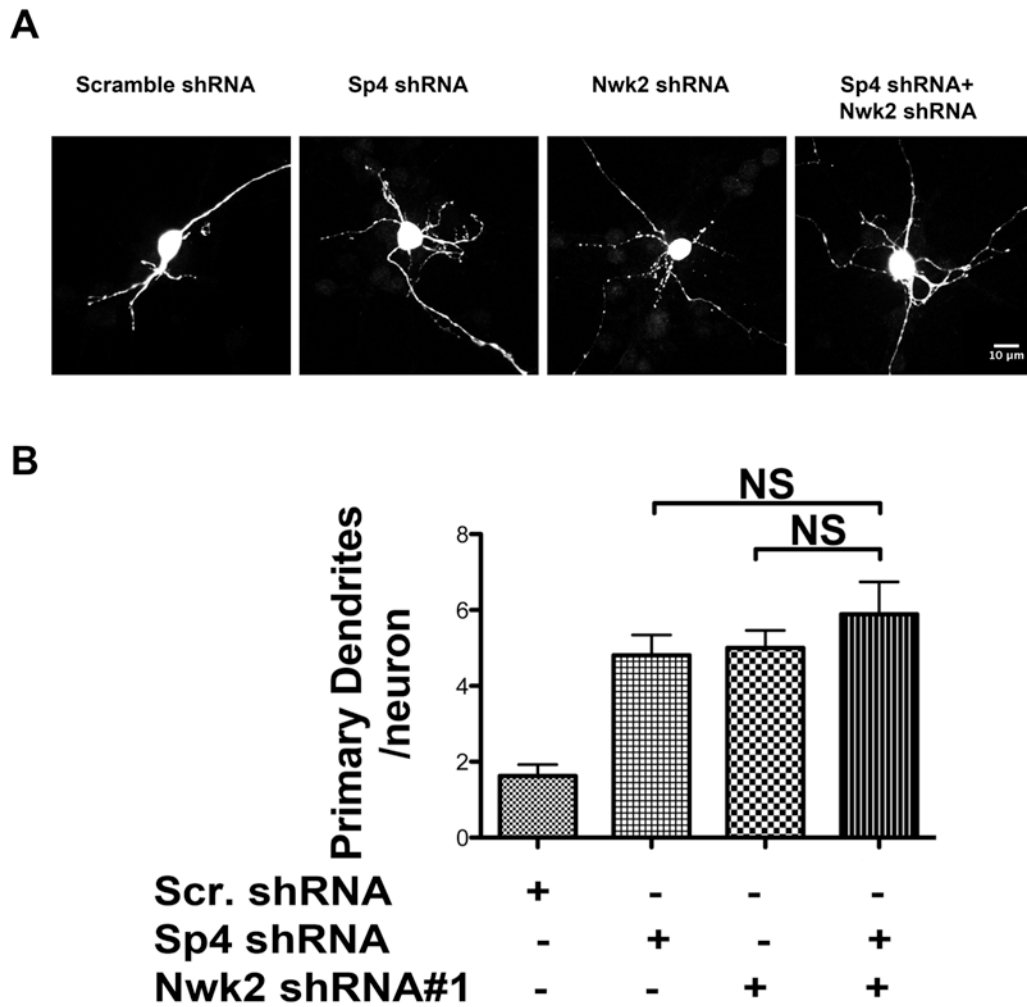 A
Scramble shRNA
Sp4 shRNA
Nwk2 shRNA
Sp4 shRNA+
Nwk2 shRNA
10 µm
B
NS
NS
Primary Dendrites
/neuron
8
6
4
2
0
Scr. shRNA + - - -
Sp4 shRNA - + - +
Nwk2 shRNA#1 - - + +